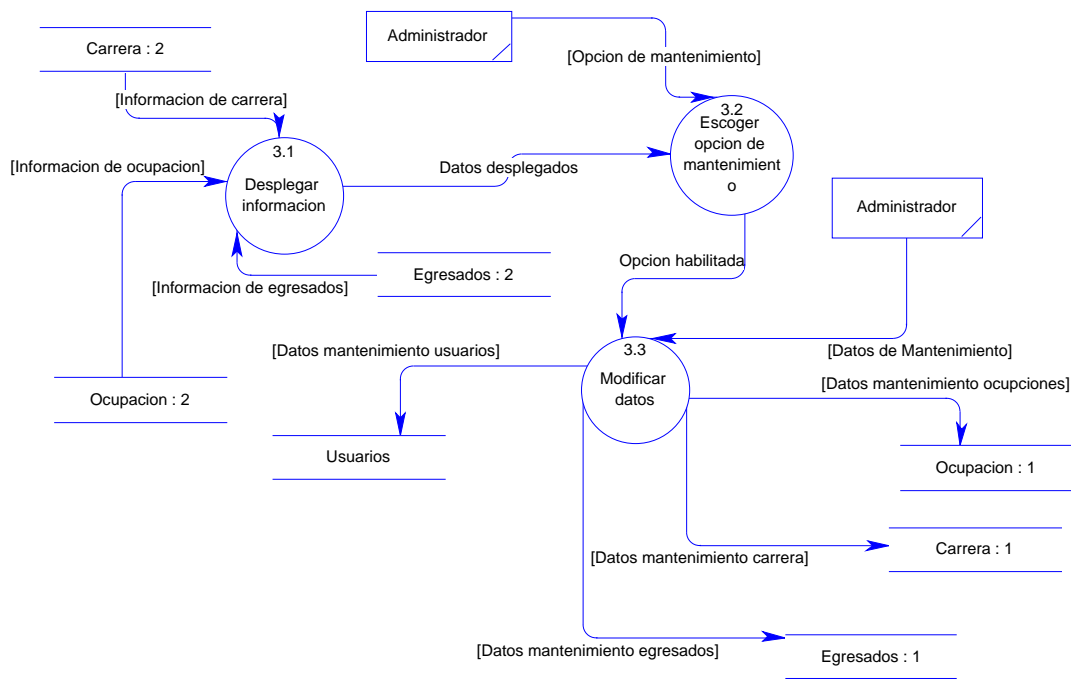 Carrera : 2
Administrador
[Opcion de mantenimiento]
[Informacion de carrera]
3.2
Escoger
opcion de
mantenimient
o
3.1
Desplegar
informacion
[Informacion de ocupacion]
Datos desplegados
Administrador
Opcion habilitada
Egresados : 2
[Informacion de egresados]
[Datos mantenimiento usuarios]
3.3
Modificar
datos
[Datos de Mantenimiento]
[Datos mantenimiento ocupciones]
Ocupacion : 2
Usuarios
Ocupacion : 1
[Datos mantenimiento carrera]
Carrera : 1
[Datos mantenimiento egresados]
Egresados : 1